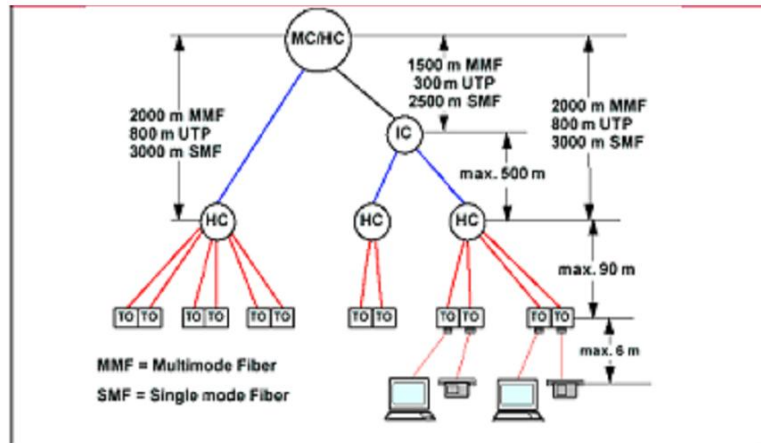 MC/HC
1500 m MMF
300m UTP
2500 m SMF
2000 m MMF
800 m UTP
3000 m SMF
2000 m MMF
800 m UTP
3000 m SMF
IC
max. 500 m
HC
HC
HC
max. 90 m
TO TO
TO TO
TO TO
TO TO
TO TO
TO TO
max. 6 m
MMF = Multimode Fiber
SMF = Single mode Fiber